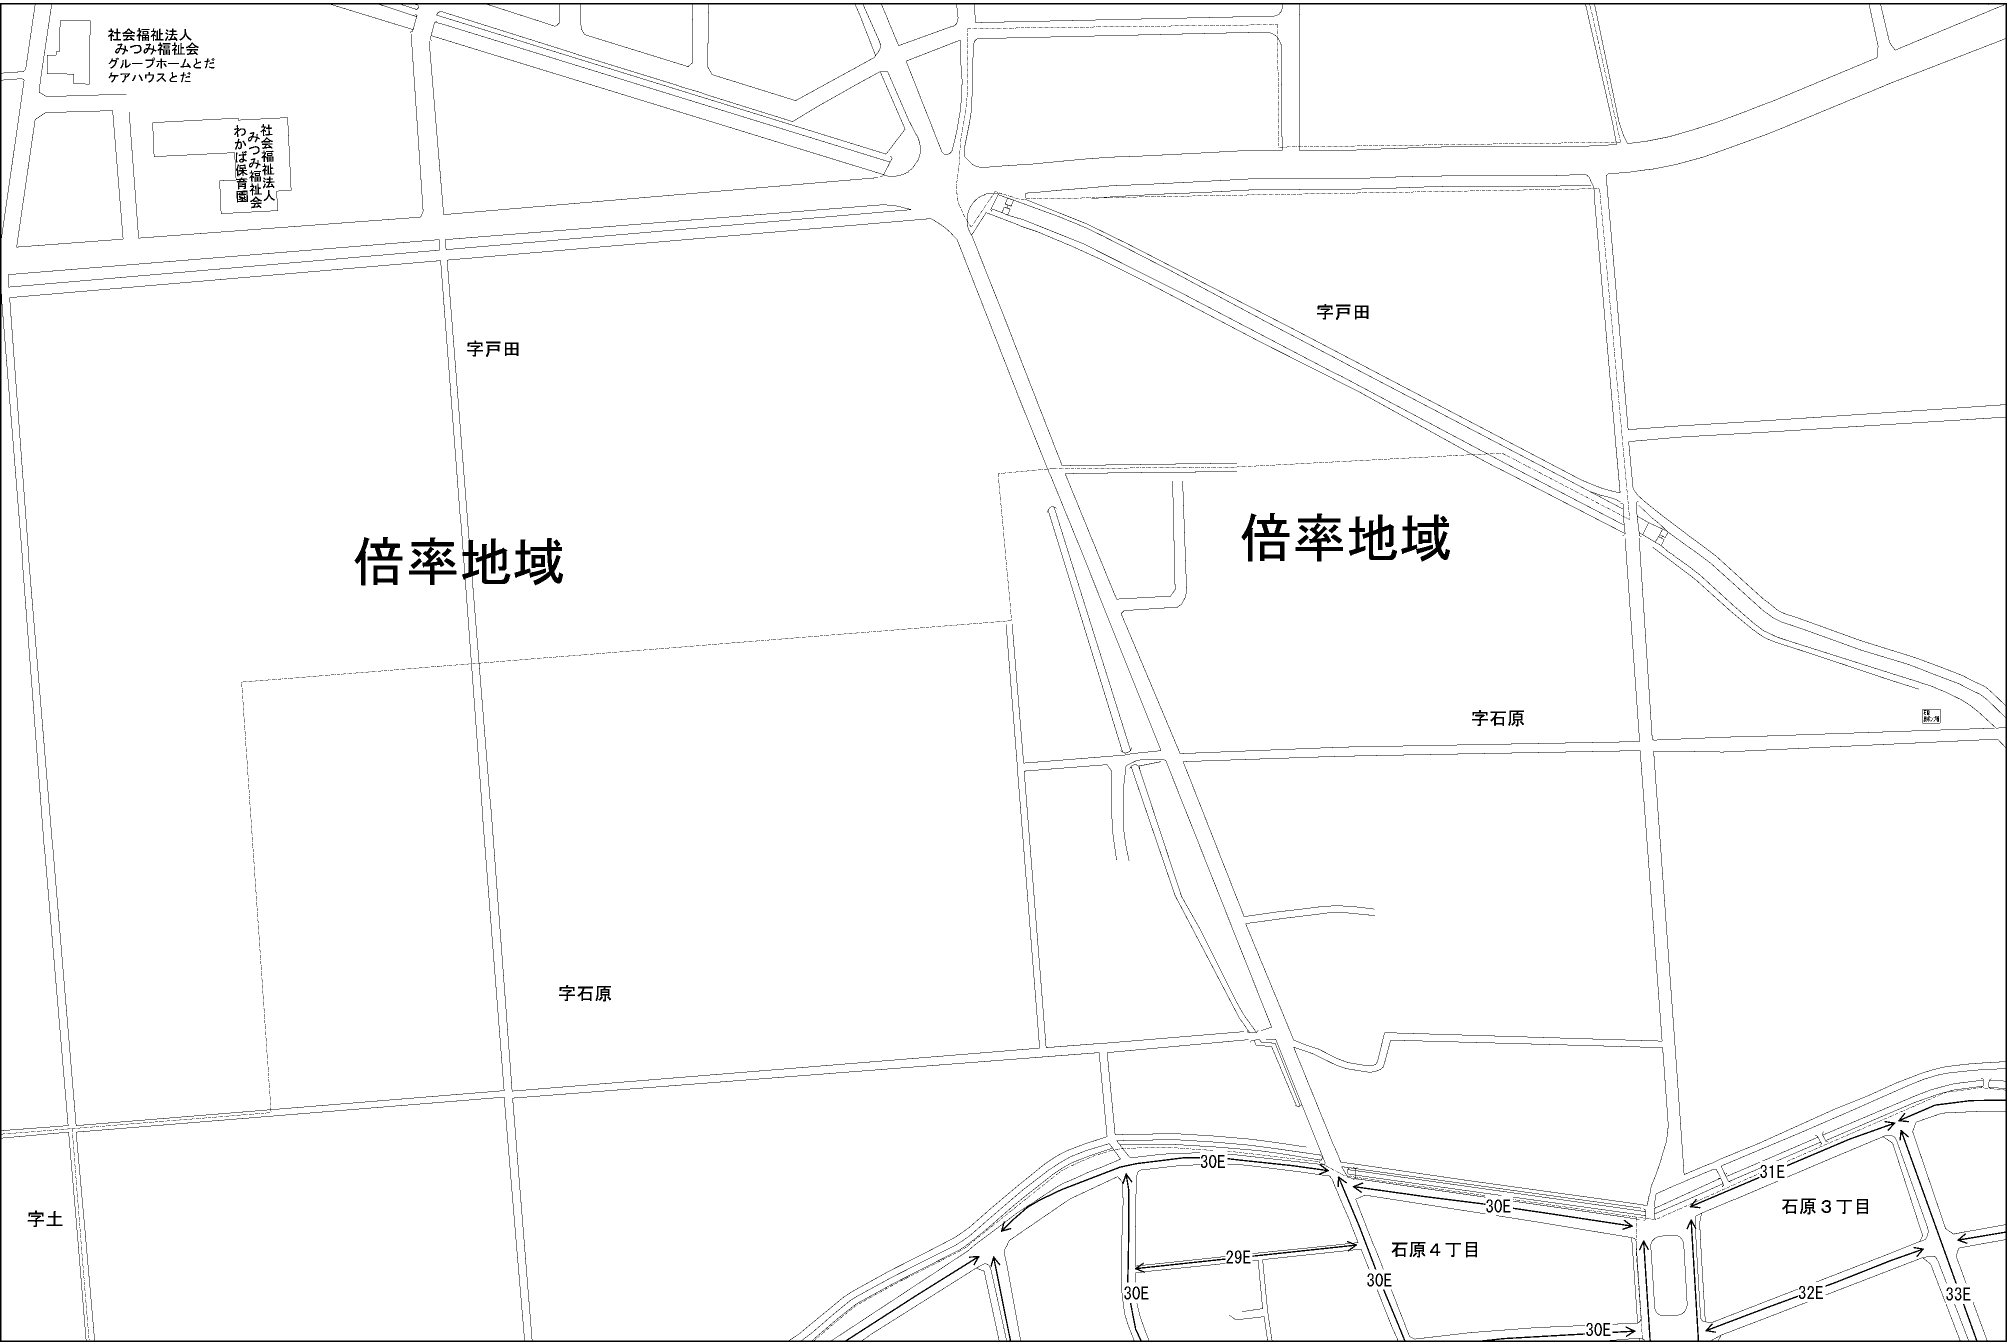 社会福祉法人
みつみ福祉会
グループホームとだ
ケアハウスとだ
社会福祉法人
みつみ福祉会
わかば保育園
字戸田
字戸田
倍率地域
倍率地域
字石原
字石原
字土
30E
30E
31E
石原３丁目
石原４丁目
29E
30E
30E
32E
33E
30E